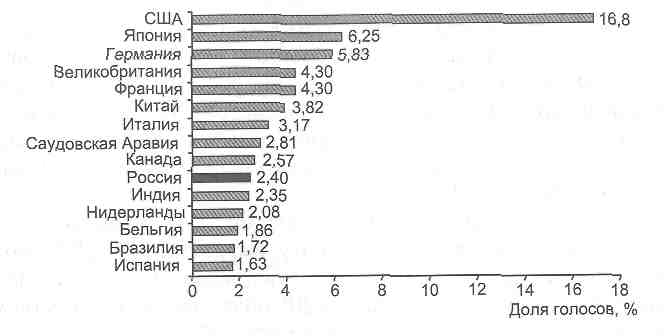 США 16,8
Япония 6,25
Германия 5,83
Великобритания 4,30
Франция 4,30
Китай 3,82
Италия 3,17
Саудовская Аравия 2,81
Канада 2,57
Россия 2,40
Индия 2,35
Нидерланды 2,08
Бельгия 1,86
Бразилия 1,72
Испания 1,63
0 2 4 6 8 10 12 14 16 18
Доля голосов, %